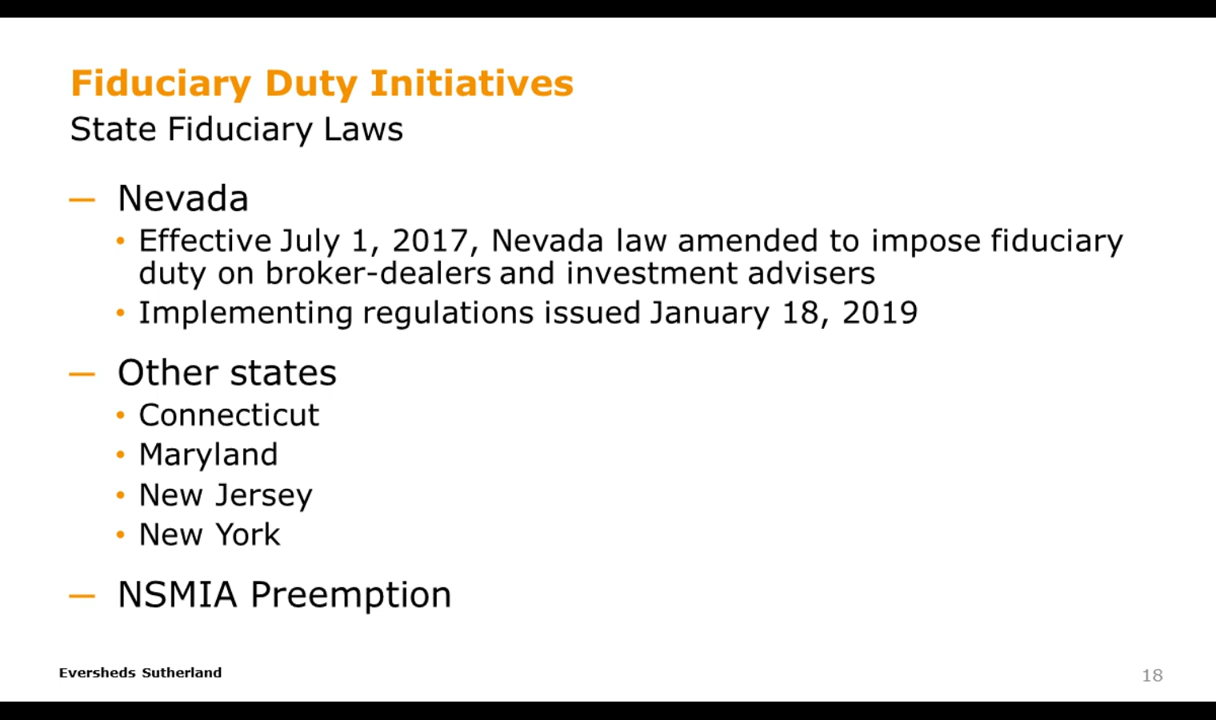 Fiduciary Duty Initiatives
State Fiduciary Laws
— Nevada
• Effective July 1, 2017, Nevada law amended to impose fiduciary
duty on broker-dealers and investment advisers
• Implementing regulations issued January 18, 2019
— Other states
• Connecticut
• Maryland
• New Jersey
• New York
— NSMIA Preemption
Eversheds Sutherland
18